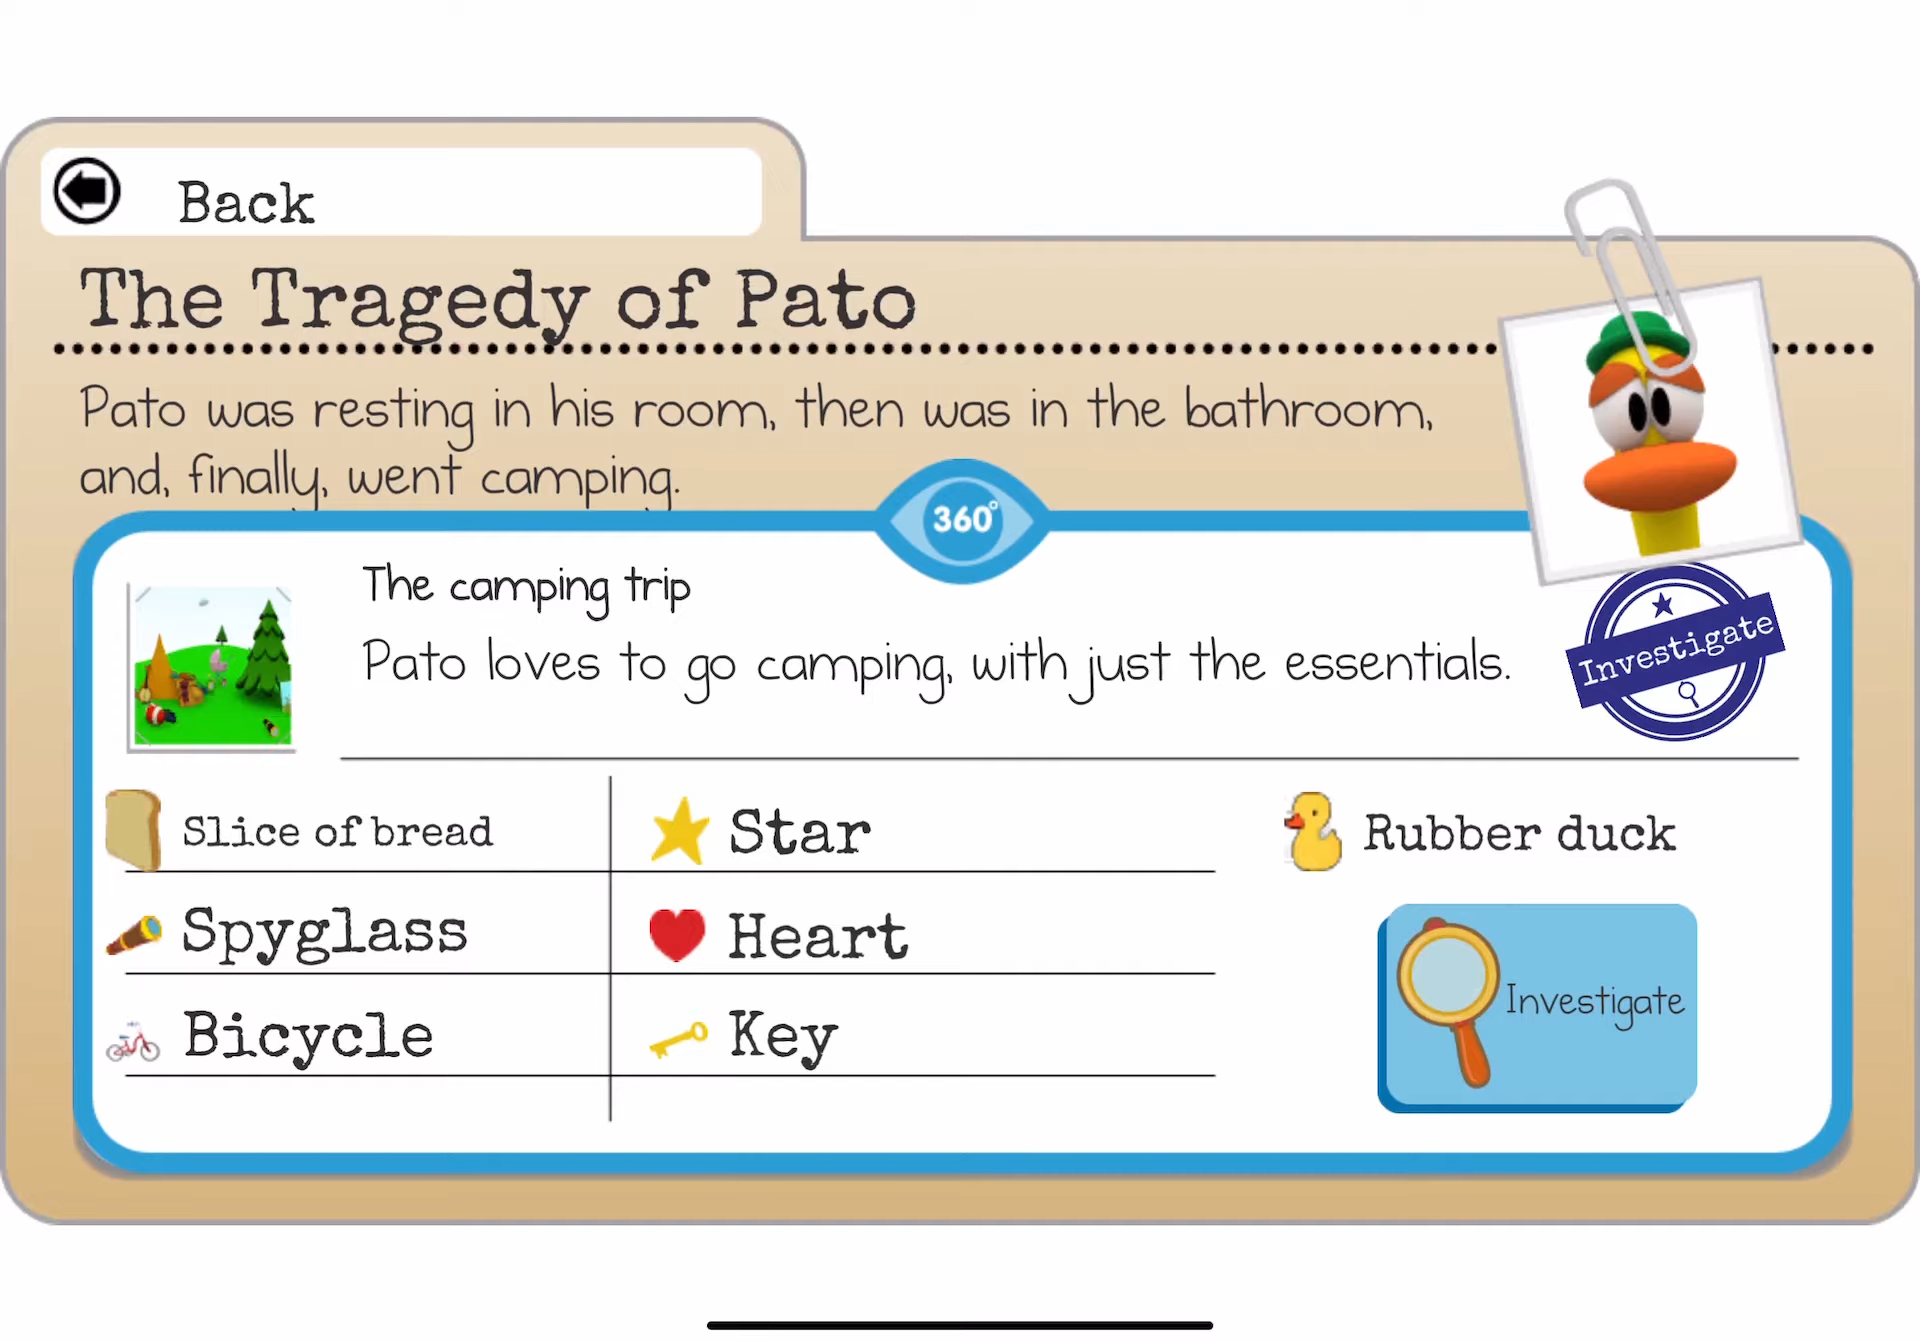 Back
The Tragedy of Pato
Pato was resting in his room, then was in the bathroom,
and, finally, went camping.
360°
The camping trip
Pato loves to go camping, with just the essentials.
Investigate
Slice of bread
Star
Rubber duck
Spyglass
Heart
Bicycle
Key
Investigate